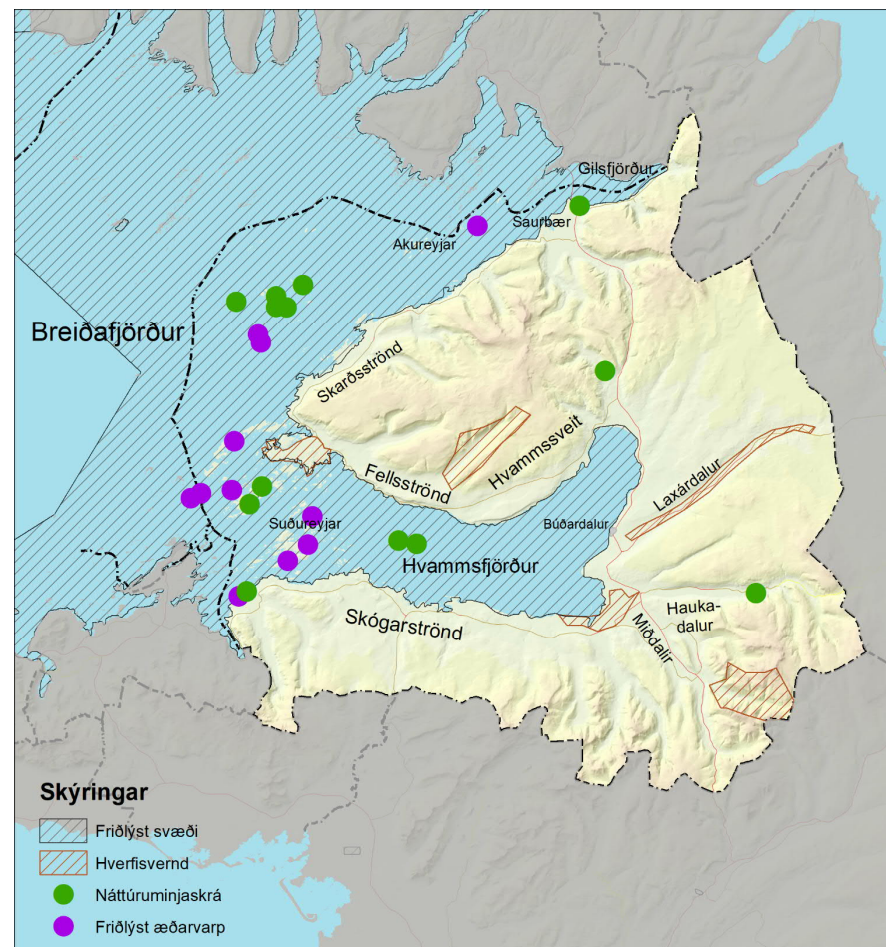 Gilsfjörður
Saurbær
Akureyjar
Breiðafjörður
Skarðsströnd
Hvammssveit
Fellsströnd
Laxárdalur
Suðureyjar
Búðardalur
Hvammsfjörður
Hauka-
dalur
Miðdalir
Skógarströnd
Skýringar
Friðlýst svæði
Hverfisvernd
Náttúruminjaskrá
Friðlýst æðarvarp